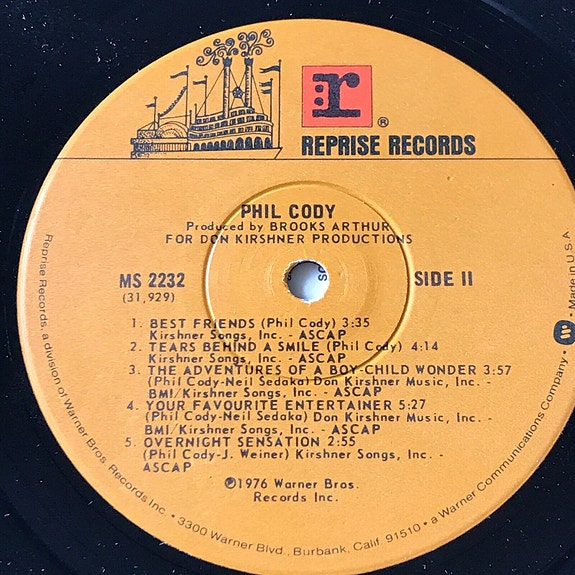 r
®
REPRISE RECORDS
PHIL CODY
Produced by BROOKS ARTHUR
FOR DON KIRSHNER PRODUCTIONS
MS 2232
(31,929)
SIDE II
1. BEST FRIENDS (Phil Cody) 3:35
Kirshner Songs, Inc. - ASCAP
2. TEARS BEHIND A SMILE (Phil Cody) 4:14
Kirshner Songs, Inc. - ASCAP
3. THE ADVENTURES OF A BOY-CHILD WONDER 3:57
(Phil Cody-Neil Sedaka) Don Kirshner Music, Inc. -
BMI/Kirshner Songs, Inc. - ASCAP
4. YOUR FAVOURITE ENTERTAINER 5:27
(Phil Cody-Neil Sedaka) Don Kirshner Music, Inc. -
BMI/Kirshner Songs, Inc. - ASCAP
5. OVERNIGHT SENSATION 2:55
(Phil Cody-J. Weiner) Kirshner Songs, Inc. -
ASCAP
℗1976 Warner Bros.
Records Inc.
Reprise Records, a division of Warner Bros. Records Inc. • 3300 Warner Blvd., Burbank, Calif. 91510 • a Warner Communications Company • W • Made in U.S.A.